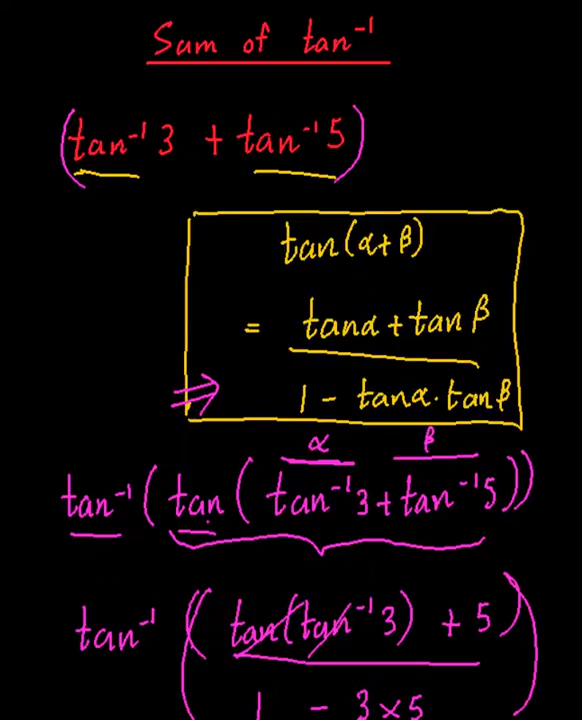 Sum of tan⁻¹
(tan⁻¹3 + tan⁻¹5)
tan(α+β)
= tanα + tanβ
1 - tanα·tanβ
α β
tan⁻¹(tan(tan⁻¹3+tan⁻¹5))
tan⁻¹((tan(tan⁻¹3) + 5)
1 - 3×5